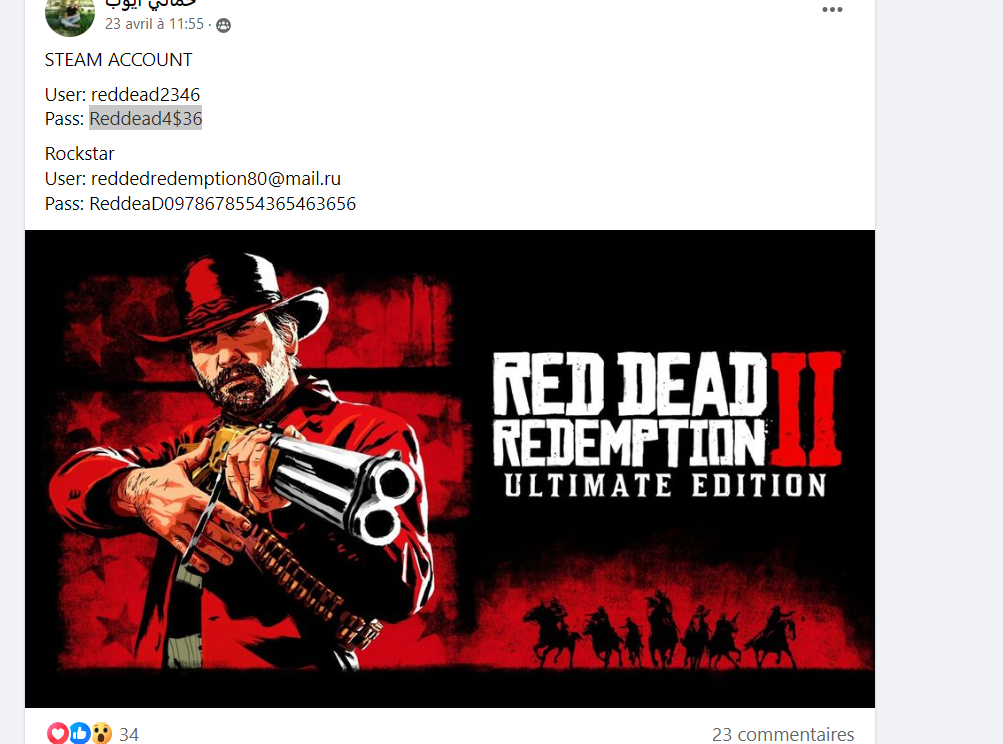 23 avril à 11:55 ·
STEAM ACCOUNT
User: reddead2346
Pass: Reddead4$36
Rockstar
User: reddedredemption80@mail.ru
Pass: ReddeaD0978678554365463656
RED DEAD
REDEMPTION II
ULTIMATE EDITION
34
23 commentaires